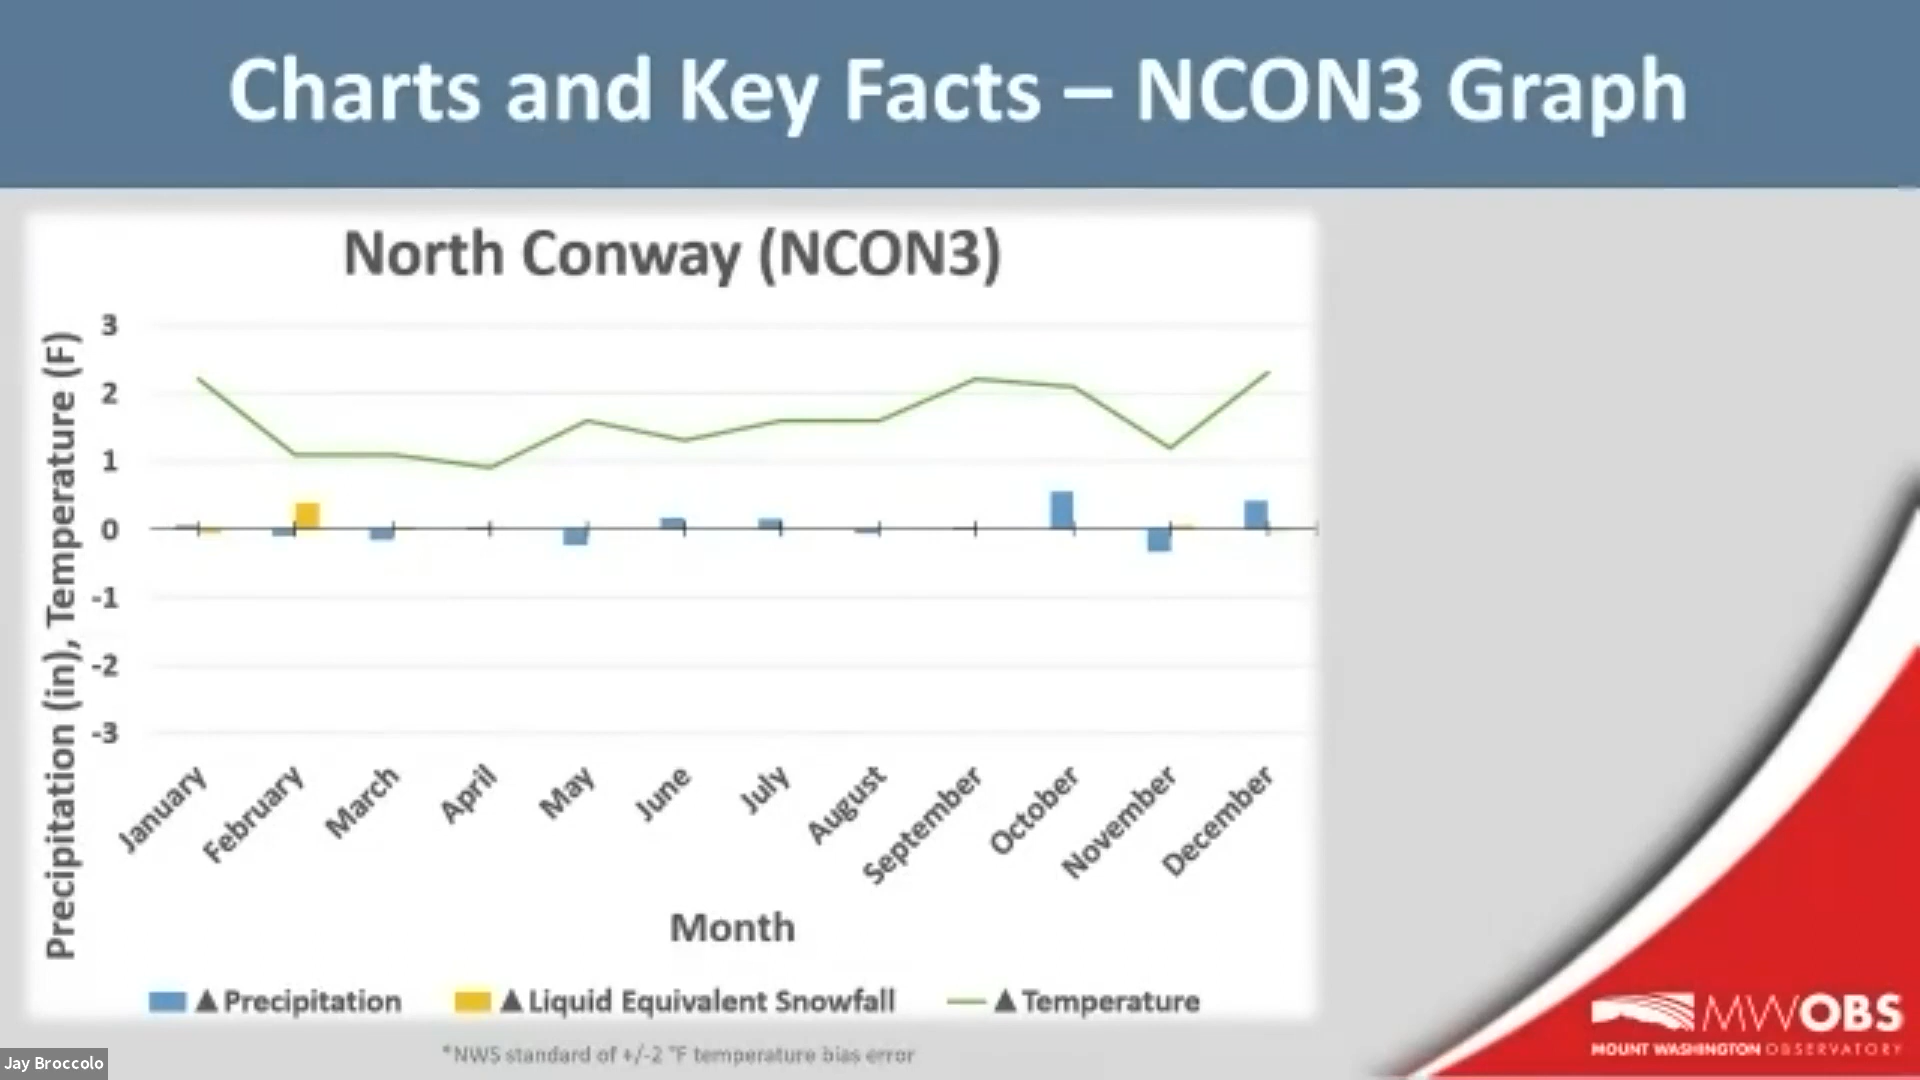 Charts and Key Facts – NCON3 Graph
North Conway (NCON3)
Precipitation (in), Temperature (F)
3
2
1
0
-1
-2
-3
January
February
March
April
May
June
July
August
September
October
November
December
Month
▲ Precipitation
▲ Liquid Equivalent Snowfall
▲ Temperature
*NWS standard of +/-2 °F temperature bias error
MWOBS
MOUNT WASHINGTON OBSERVATORY
Jay Broccolo